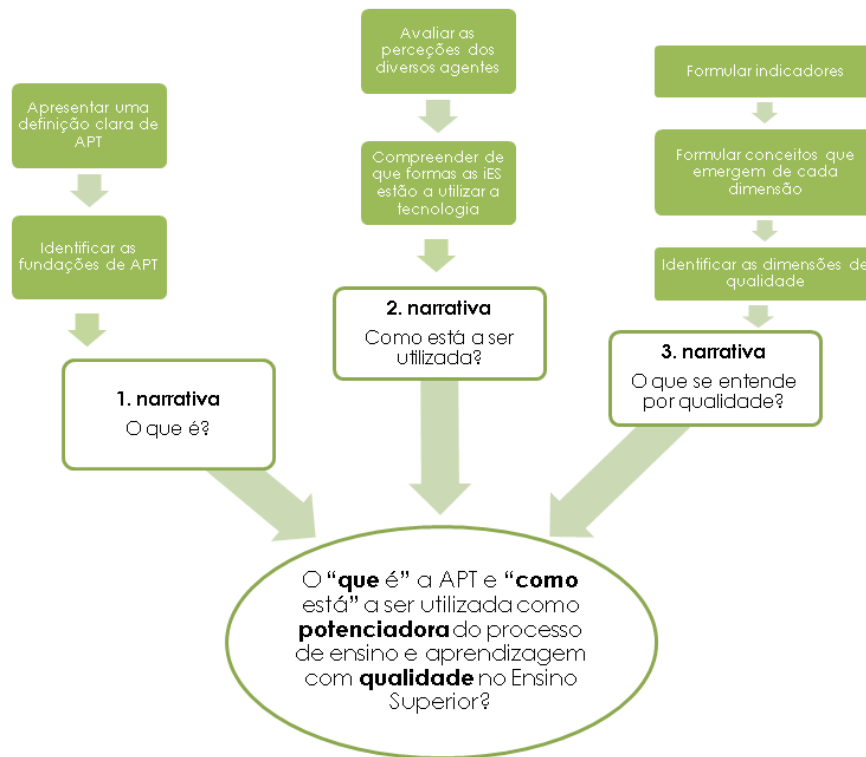 Apresentar uma
definição clara de
APT
Identificar as
fundações de APT
1. narrativa
O que é?
Avaliar as
perceções dos
diversos agentes
Compreender de
que formas as iES
estão a utilizar a
tecnologia
2. narrativa
Como está a ser
utilizada?
Formular indicadores
Formular conceitos que
emergem de cada
dimensão
Identificar as dimensões de
qualidade
3. narrativa
O que se entende
por qualidade?
O “que é” a APT e “como
está” a ser utilizada como
potenciadora do processo
de ensino e aprendizagem
com qualidade no Ensino
Superior?